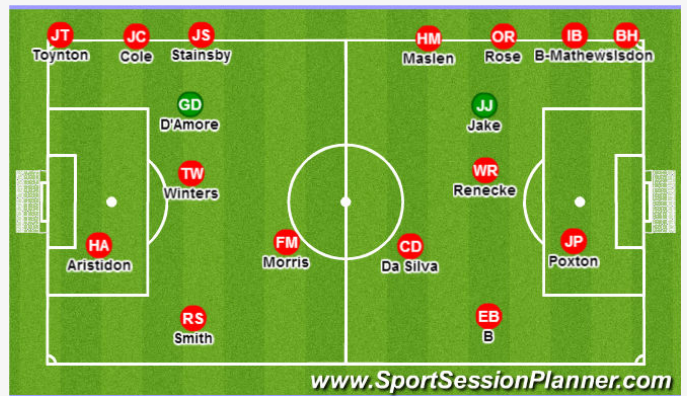 JT JC JS HM OR IB BH
Toynton Cole Stainsby Maslen Rose B-Mathews Isdon
GD JJ
D'Amore Jake
TW WR
Winters Renecke
HA FM CD JP
Aristidon Morris Da Silva Poxton
RS EB
Smith B
www.SportSessionPlanner.com